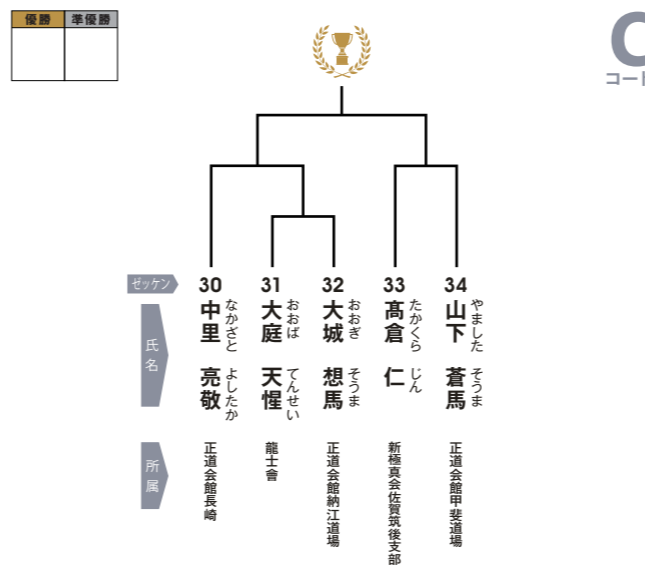 優勝 準優勝
C
コート
ゼッケン
30 31 32 33 34
氏名
中里 亮敬
なかざと よしたか
大庭 天惺
おおば てんせい
大城 想馬
おおぎ そうま
髙倉 仁
たかくら じん
山下 蒼馬
やました そうま
所属
正道会館長崎
龍士會
正道会館納江道場
新極真会佐賀筑後支部
正道会館甲斐道場